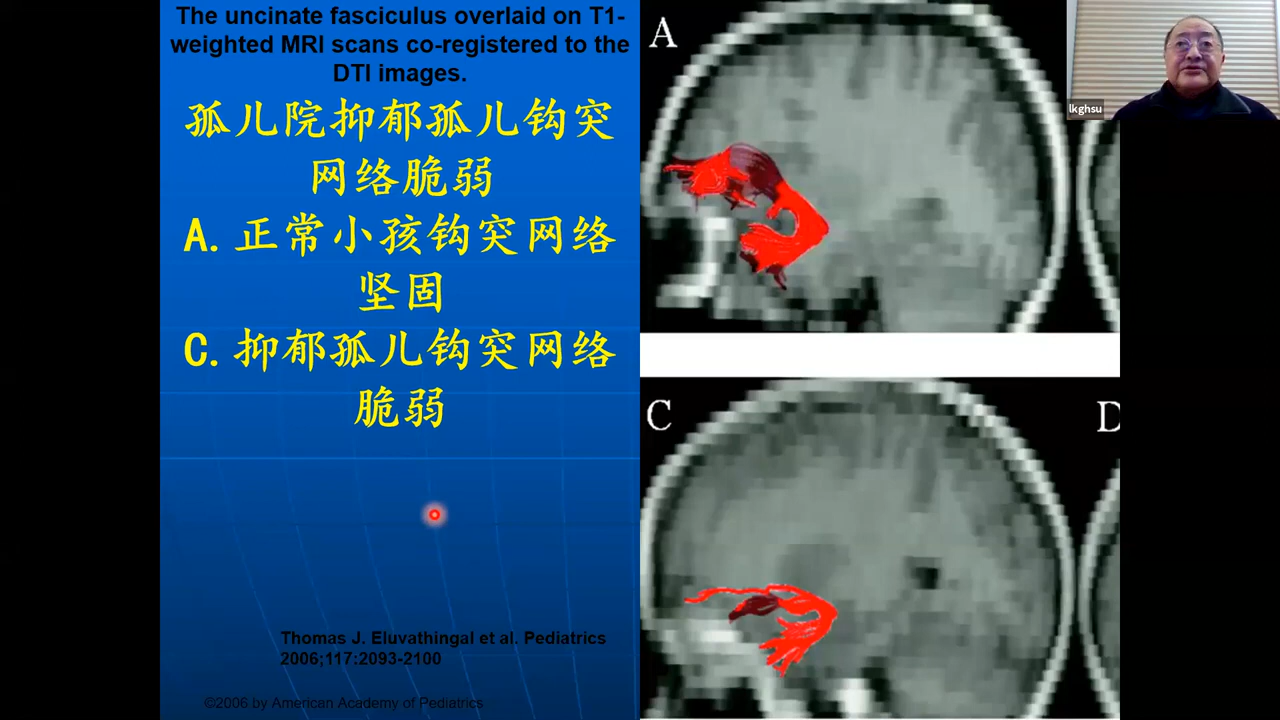 The uncinate fasciculus overlaid on T1-
weighted MRI scans co-registered to the
DTI images.
孤儿院抑郁孤儿钩突
网络脆弱
A. 正常小孩钩突网络
坚固
C. 抑郁孤儿钩突网络
脆弱
Thomas J. Eluvathingal et al. Pediatrics
2006;117:2093-2100
©2006 by American Academy of Pediatrics
A
C
D
lkghsu